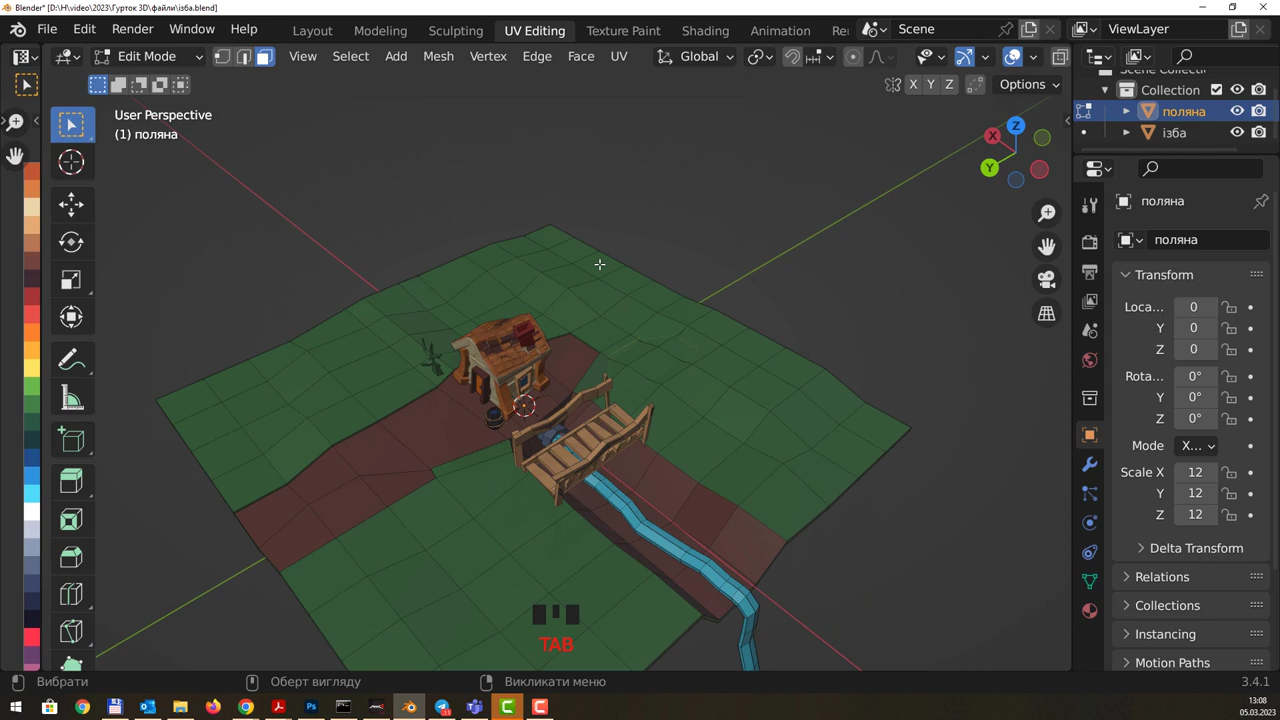 Blender* [D:\H\video\2023\Гурток 3D\файли\ізба.blend]
File Edit Render Window Help Layout Modeling Sculpting UV Editing Texture Paint Shading Animation Re Scene ViewLayer
Edit Mode View Select Add Mesh Vertex Edge Face UV Global
X Y Z Options
User Perspective
(1) поляна
Z
X
Y
Collection
поляна
ізба
поляна
поляна
Transform
Loca... 0
Y 0
Z 0
Rota... 0°
Y 0°
Z 0°
Mode X...
Scale X 12
Y 12
Z 12
Delta Transform
Relations
Collections
Instancing
Motion Paths
TAB
Вибрати Оберт вигляду Викликати меню 3.4.1
13:08
05.03.2023